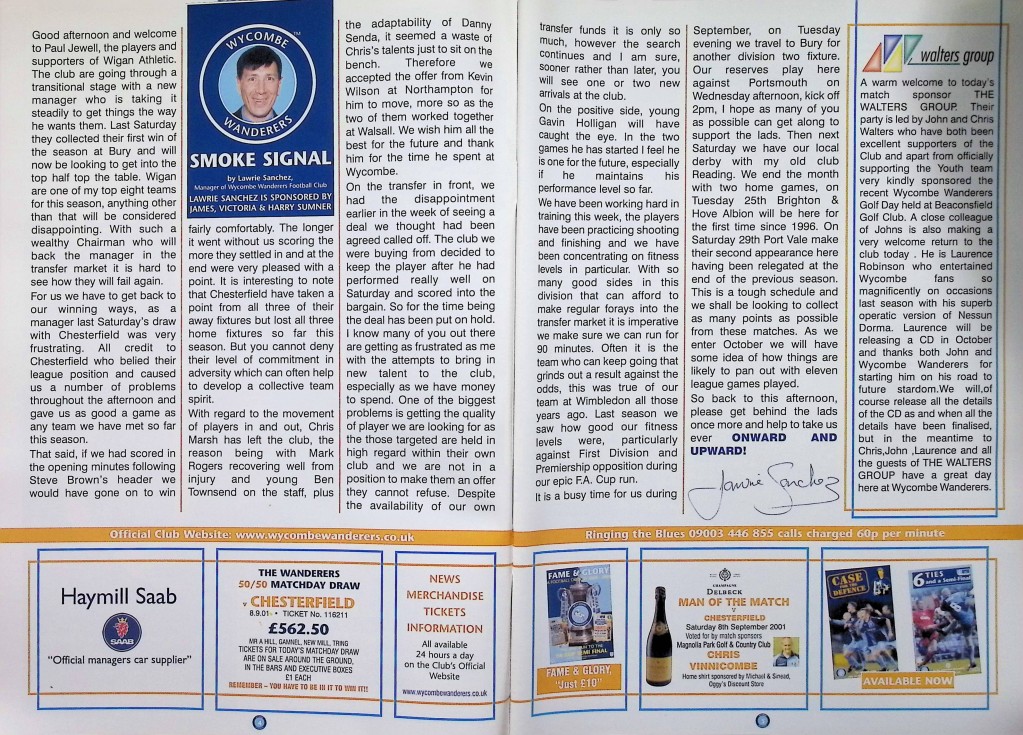 Good afternoon and welcome
to Paul Jewell, the players and
supporters of Wigan Athletic.
The club are going through a
transitional stage with a
new manager who is taking it
steadily to get things the way
he wants them. Last Saturday
they collected their first win of
the season at Bury and will
now be looking to get into the
top half top the table. Wigan
are one of my top eight teams
for this season, anything other
than that will be considered
disappointing. With such a
wealthy Chairman who will
back the manager in the
transfer market it is hard to
see how they will fail again.
For us we have to get back to
our winning ways, as a
manager last Saturday's draw
with Chesterfield was very
frustrating. All credit to
Chesterfield who belied their
league position and caused
us a number of problems
throughout the afternoon and
gave us as good a game as
any team we have met so far
this season.
That said, if we had scored in
the opening minutes following
Steve Brown's header we
would have gone on to win
WYCOMBE
WANDERERS
SMOKE SIGNAL
by Lawrie Sanchez,
Manager of Wycombe Wanderers Football Club
LAWRIE SANCHEZ IS SPONSORED BY
JAMES, VICTORIA & HARRY SUMNER
fairly comfortably. The longer
it went without us scoring the
more they settled in and at the
end were very pleased with a
point. It is interesting to note
that Chesterfield have taken a
point from all three of their
away fixtures but lost all three
home fixtures so far this
season. But you cannot deny
their level of commitment in
adversity which can often help
to develop a collective team
spirit.
With regard to the movement
of players in and out, Chris
Marsh has left the club, the
reason being with Mark
Rogers recovering well from
injury and young Ben
Townsend on the staff, plus
the adaptability of Danny
Senda, it seemed a waste of
Chris's talents just to sit on the
bench. Therefore we
accepted the offer from Kevin
Wilson at Northampton for
him to move, more so as the
two of them worked together
at Walsall. We wish him all the
best for the future and thank
him for the time he spent at
Wycombe.
On the transfer in front, we
had the disappointment
earlier in the week of seeing a
deal we thought had been
agreed called off. The club we
were buying from decided to
keep the player after he had
performed really well on
Saturday and scored into the
bargain. So for the time being
the deal has been put on hold.
I know many of you out there
are getting as frustrated as me
with the attempts to bring in
new talent to the club,
especially as we have money
to spend. One of the biggest
problems is getting the quality
of player we are looking for as
the those targeted are held in
high regard within their own
club and we are not in a
position to make them an offer
they cannot refuse. Despite
the availability of our own
transfer funds it is only so
much, however the search
continues and I am sure,
sooner rather than later, you
will see one or two new
arrivals at the club.
On the positive side, young
Gavin Holligan will have
caught the eye. In the two
games he has started I feel he
is one for the future, especially
if he maintains his
performance level so far.
We have been working hard in
training this week, the players
have been practicing shooting
and finishing and we have
been concentrating on fitness
levels in particular. With so
many good sides in this
division that can afford to
make regular forays into the
transfer market it is imperative
we make sure we can run for
90 minutes. Often it is the
team who can keep going that
grinds out a result against the
odds, this was true of our
team at Wimbledon all those
years ago. Last season we
saw how good our fitness
levels were, particularly
against First Division and
Premiership opposition during
our epic F.A. Cup run.
It is a busy time for us during
September, on Tuesday
evening we travel to Bury for
another division two fixture.
Our reserves play here
against Portsmouth on
Wednesday afternoon, kick off
2pm, I hope as many of you
as possible can get along to
support the lads. Then next
Saturday we have our local
derby with my old club
Reading. We end the month
with two home games, on
Tuesday 25th Brighton &
Hove Albion will be here for
the first time since 1996. On
Saturday 29th Port Vale make
their second appearance here
having been relegated at the
end of the previous season.
This is a tough schedule and
we shall be looking to collect
as many points as possible
from these matches. As we
enter October we will have
some idea of how things are
likely to pan out with eleven
league games played.
So back to this afternoon,
please get behind the lads
once more and help to take us
ever ONWARD AND
UPWARD!
Lawrie Sanchez
walters group
A warm welcome to today's
match sponsor THE
WALTERS GROUP. Their
party is led by John and Chris
Walters who have both been
excellent supporters of the
Club and apart from officially
supporting the Youth team
very kindly sponsored the
recent Wycombe Wanderers
Golf Day held at Beaconsfield
Golf Club. A close colleague
of Johns is also making a
very welcome return to the
club today . He is Laurence
Robinson who entertained
Wycombe fans so
magnificently on occasions
last season with his superb
operatic version of Nessun
Dorma. Laurence will be
releasing a CD in October
and thanks both John and
Wycombe Wanderers for
starting him on his road to
future stardom.We will,of
course release all the details
of the CD as and when all the
details have been finalised,
but in the meantime to
Chris,John ,Laurence and all
the guests of THE WALTERS
GROUP have a great day
here at Wycombe Wanderers.
Official Club Website: www.wycombewanderers.co.uk
Ringing the Blues 09003 446 855 calls charged 60p per minute
Haymill Saab
SAAB
"Official managers car supplier"
THE WANDERERS
50/50 MATCHDAY DRAW
v CHESTERFIELD
8.9.01 • TICKET No. 116211
£562.50
MR A HILL, GAMNEL, NEW MILL, TRING
TICKETS FOR TODAY'S MATCHDAY DRAW
ARE ON SALE AROUND THE GROUND,
IN THE BARS AND EXECUTIVE BOXES
£1 EACH
REMEMBER – YOU HAVE TO BE IN IT TO WIN IT!!
NEWS
MERCHANDISE
TICKETS
INFORMATION
All available
24 hours a day
on the Club's Official
Website
www.wycombewanderers.co.uk
FAME & GLORY
FAME & GLORY,
"Just £10"
CHAMPAGNE
DELBECK
MAN OF THE MATCH
v
CHESTERFIELD
Saturday 8th September 2001
Voted for by match sponsors
Magnolia Park Golf & Country Club
CHRIS
VINNICOMBE
Home shirt sponsored by Michael & Sinead,
Oggy's Discount Store
CASE
FOR THE
DEFENCE
6 TIES
and a Semi-Final
AVAILABLE NOW